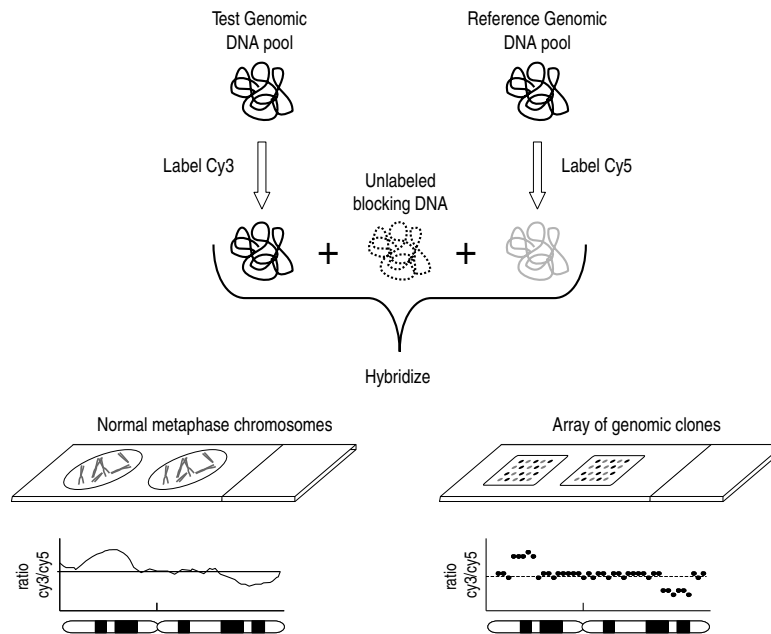 Test Genomic
DNA pool
Reference Genomic
DNA pool
Label Cy3
Label Cy5
Unlabeled
blocking DNA
+
+
Hybridize
Normal metaphase chromosomes
Array of genomic clones
ratio
cy3/cy5
ratio
cy3/cy5